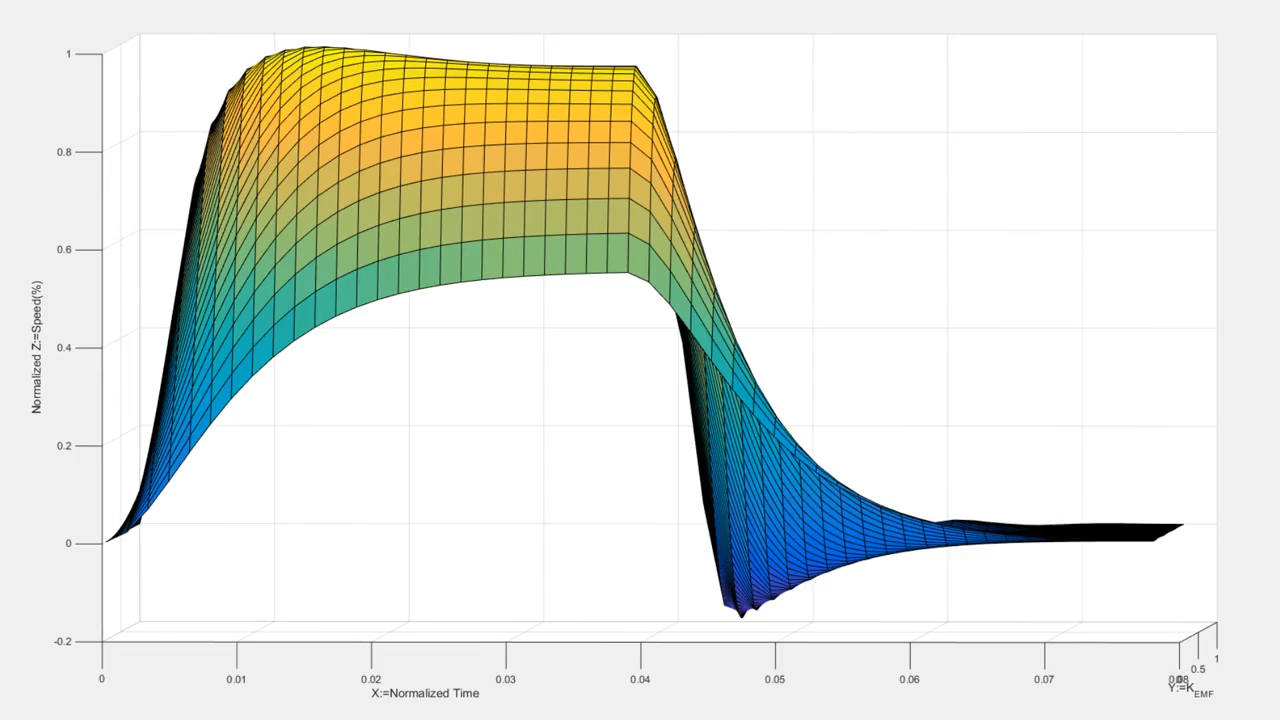 1
0.8
0.6
0.4
0.2
0
-0.2
Normalized Z:=Speed(%)
0 0.01 0.02 0.03 0.04 0.05 0.06 0.07 0.08
0.5
1
X:=Normalized Time
Y:=K_EMF